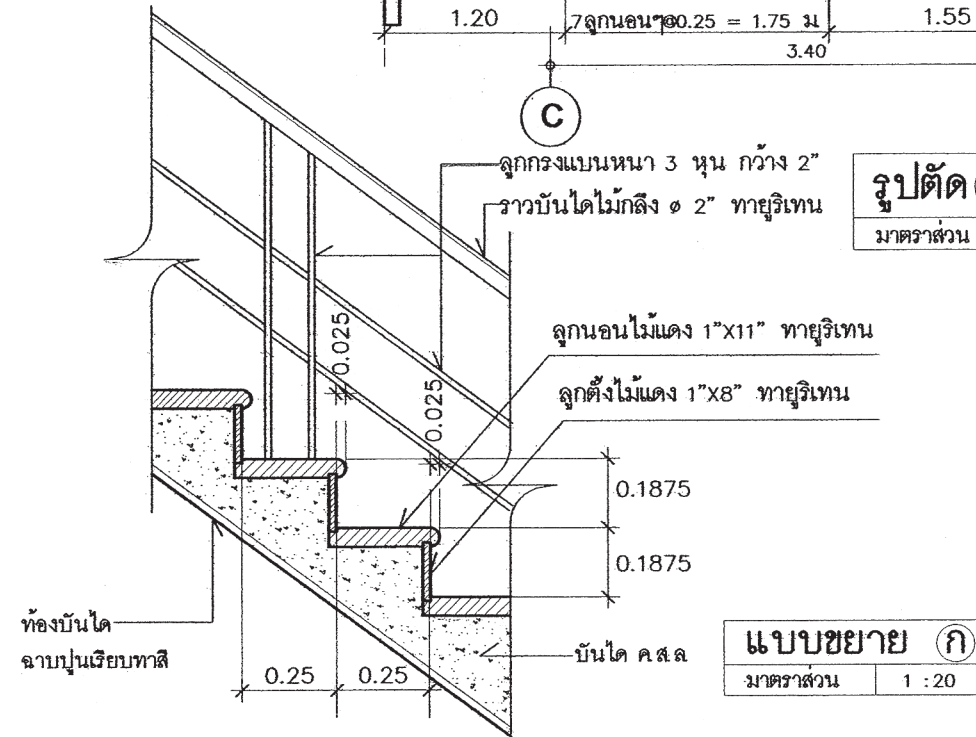 1.20
7ลูกนอนๆ@0.25 = 1.75 ม
1.55
3.40
C
ลูกกรงแบนหนา 3 หุน กว้าง 2"
ราวบันไดไม้กลึง ø 2" ทายูริเทน
รูปตัด
มาตราส่วน
0.025
ลูกนอนไม้แดง 1"X11" ทายูริเทน
0.025
ลูกตั้งไม้แดง 1"X8" ทายูริเทน
0.1875
0.1875
ท้องบันได
ฉาบปูนเรียบทาสี
0.25
0.25
บันได ค.ส.ล
แบบขยาย ก
มาตราส่วน 1 :20